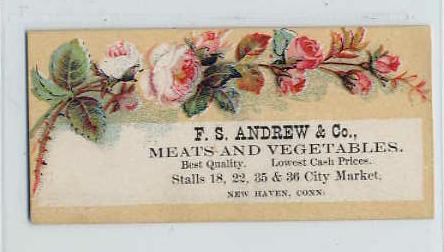 F. S. ANDREW & Co.,
MEATS AND VEGETABLES.
Best Quality. Lowest Cash Prices.
Stalls 18, 22, 35 & 36 City Market,
NEW HAVEN, CONN.